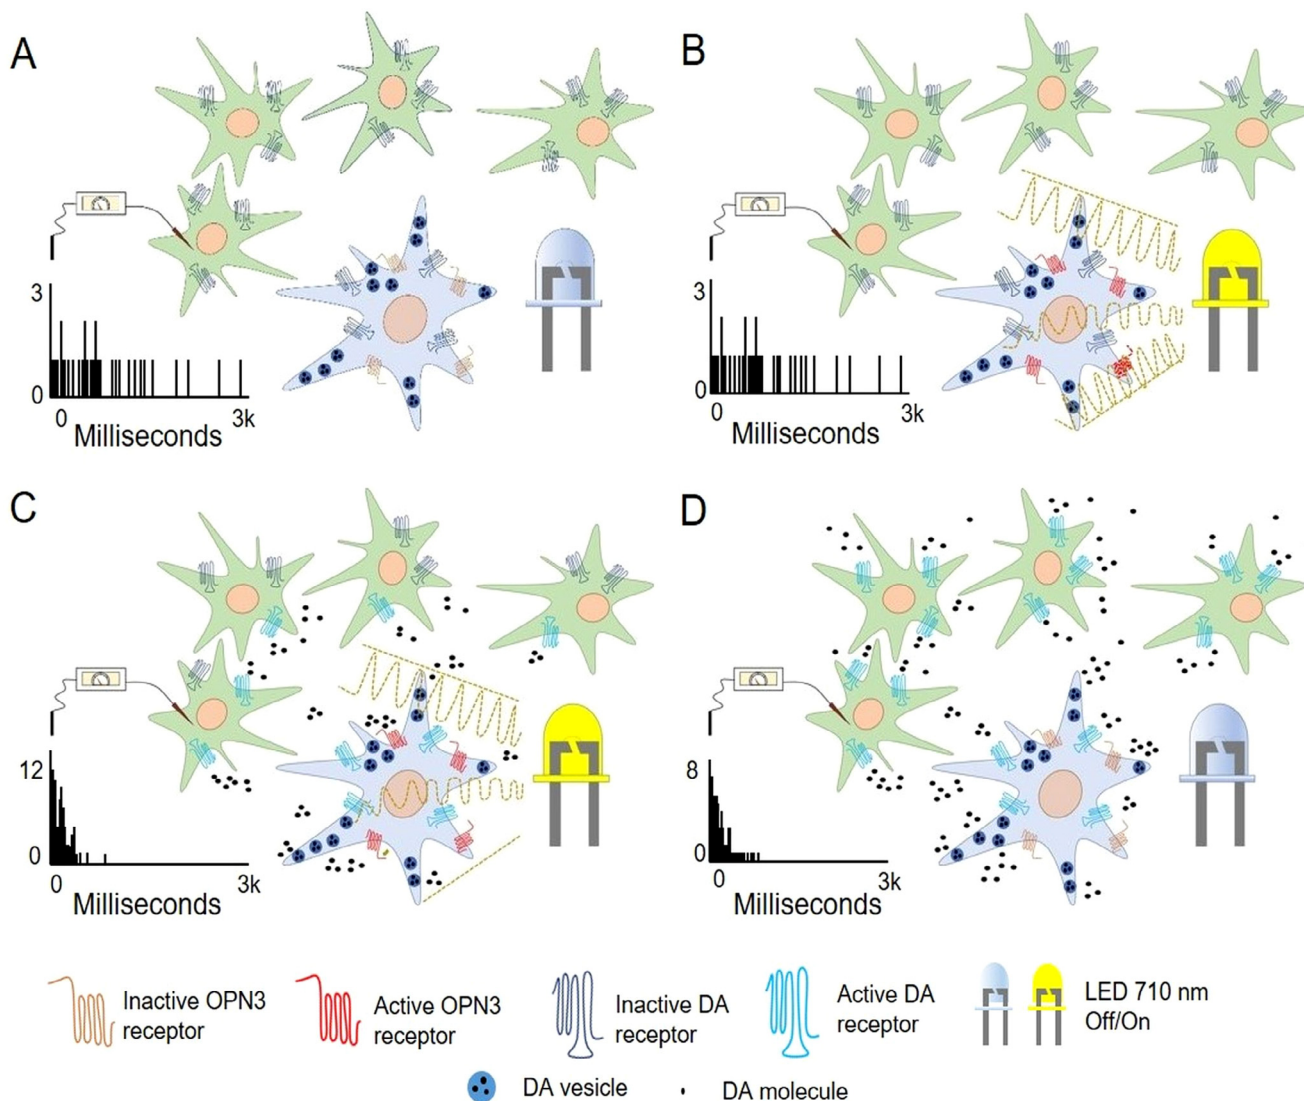 A
B
3
0
0
3k
Milliseconds
3
0
0
3k
Milliseconds
C
D
12
0
0
3k
Milliseconds
8
0
0
3k
Milliseconds
Inactive OPN3
receptor
Active OPN3
receptor
Inactive DA
receptor
Active DA
receptor
LED 710 nm
Off/On
DA vesicle
DA molecule